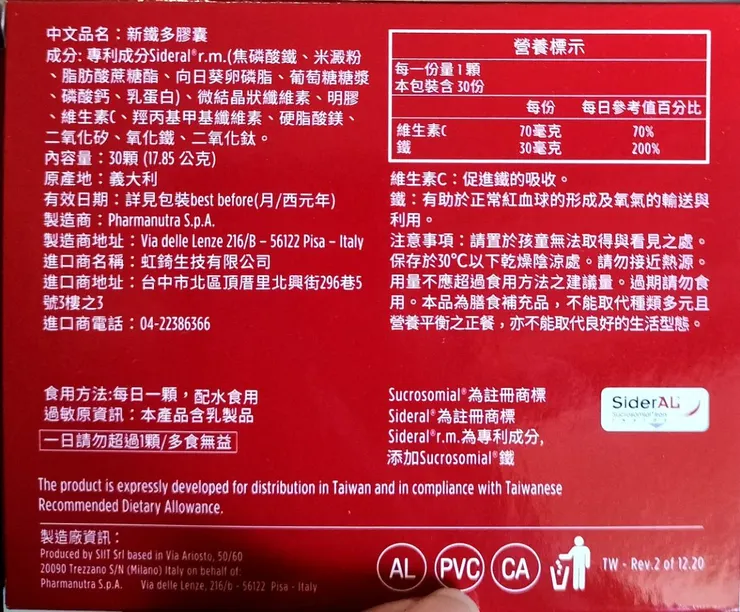 中文品名：新鐵多膠囊
成分: 專利成分Sideral®r.m.(焦磷酸鐵、米澱粉
、脂肪酸蔗糖酯、向日葵卵磷脂、葡萄糖糖漿
、磷酸鈣、乳蛋白)、微結晶狀纖維素、明膠
、維生素C、羥丙基甲基纖維素、硬脂酸鎂、
二氧化矽、氧化鐵、二氧化鈦。
內容量：30顆 (17.85 公克)
原產地：義大利
有效日期：詳見包裝best before(月/西元年)
製造商：Pharmanutra S.p.A.
製造商地址：Via delle Lenze 216/B – 56122 Pisa – Italy
進口商名稱：虹錡生技有限公司
進口商地址：台中市北區頂厝里北興街296巷5
號3樓之3
進口商電話：04-22386366
營養標示
每一份量1顆
本包裝含 30份
每份 每日參考值百分比
維生素C 70毫克 70%
鐵 30毫克 200%
維生素C：促進鐵的吸收。
鐵：有助於正常紅血球的形成及氧氣的輸送與
利用。
注意事項：請置於孩童無法取得與看見之處。
保存於30°C以下乾燥陰涼處。請勿接近熱源。
用量不應超過食用方法之建議量。過期請勿食
用。本品為膳食補充品，不能取代種類多元且
營養平衡之正餐，亦不能取代良好的生活型態。
食用方法:每日一顆，配水食用
過敏原資訊：本產品含乳製品
一日請勿超過1顆/多食無益
Sucrosomial®為註冊商標
Sideral®為註冊商標
Sideral®r.m.為專利成分,
添加Sucrosomial®鐵
SiderAL®
The product is expressly developed for distribution in Taiwan and in compliance with Taiwanese
Recommended Dietary Allowance.
製造廠資訊：
Produced by SIIT Srl based in Via Ariosto, 50/60
20090 Trezzano S/N (Milano) Italy on behalf of:
Pharmanutra S.p.A. Via delle Lenze, 216/b - 56122 Pisa - Italy
AL PVC CA
TW - Rev.2 of 12.20